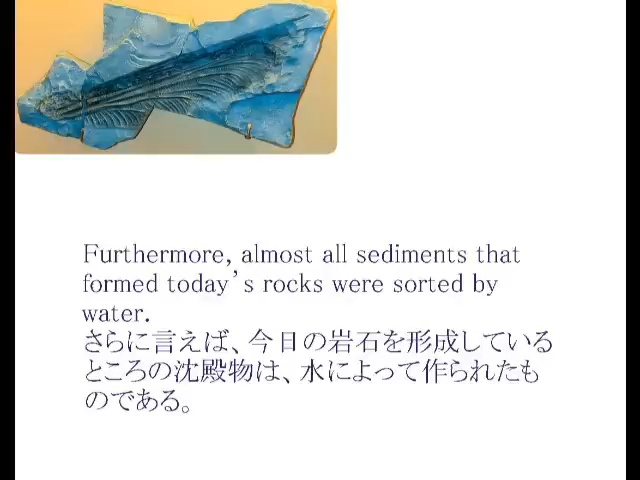 Furthermore, almost all sediments that
formed today's rocks were sorted by
water.
さらに言えば、今日の岩石を形成している
ところの沈殿物は、水によって作られたも
のである。